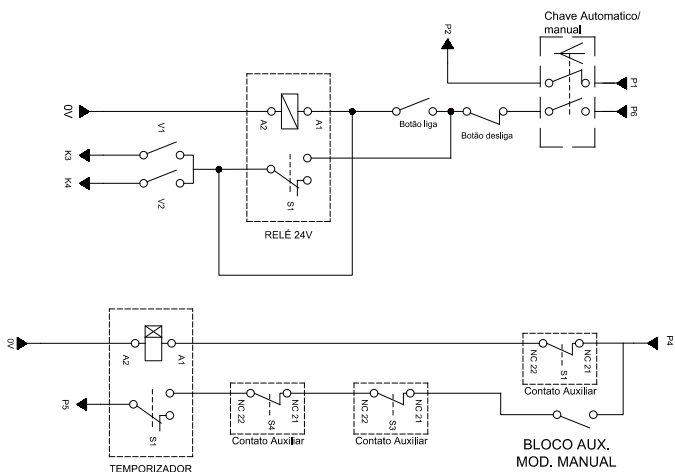 Chave Automatico/
manual
P2
P1
P6
0V
A2
A1
Botão liga
Botão desliga
V1
K3
K4
V2
S1
RELÉ 24V
0V
A2
A1
NC 22
S1
NC 21
P4
Contato Auxiliar
P5
S1
NC 22
S4
NC 21
NC 22
S3
NC 21
Contato Auxiliar
Contato Auxiliar
BLOCO AUX.
MOD. MANUAL
TEMPORIZADOR